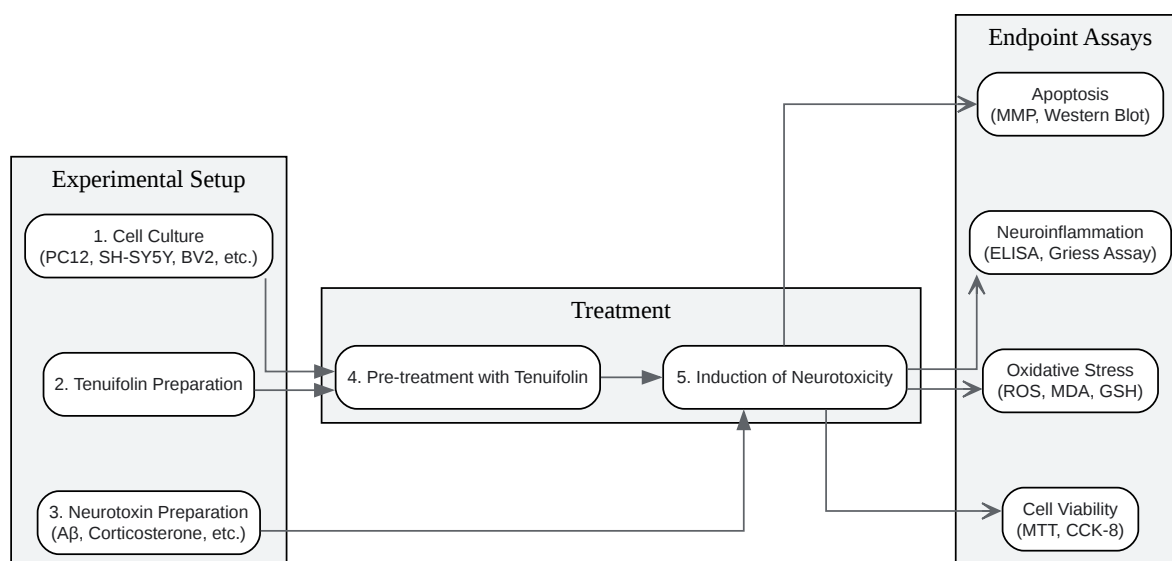 Experimental Setup
1. Cell Culture
(PC12, SH-SY5Y, BV2, etc.)
2. Tenuifolin Preparation
3. Neurotoxin Preparation
(Aβ, Corticosterone, etc.)
Treatment
4. Pre-treatment with Tenuifolin
5. Induction of Neurotoxicity
Endpoint Assays
Apoptosis
(MMP, Western Blot)
Neuroinflammation
(ELISA, Griess Assay)
Oxidative Stress
(ROS, MDA, GSH)
Cell Viability
(MTT, CCK-8)